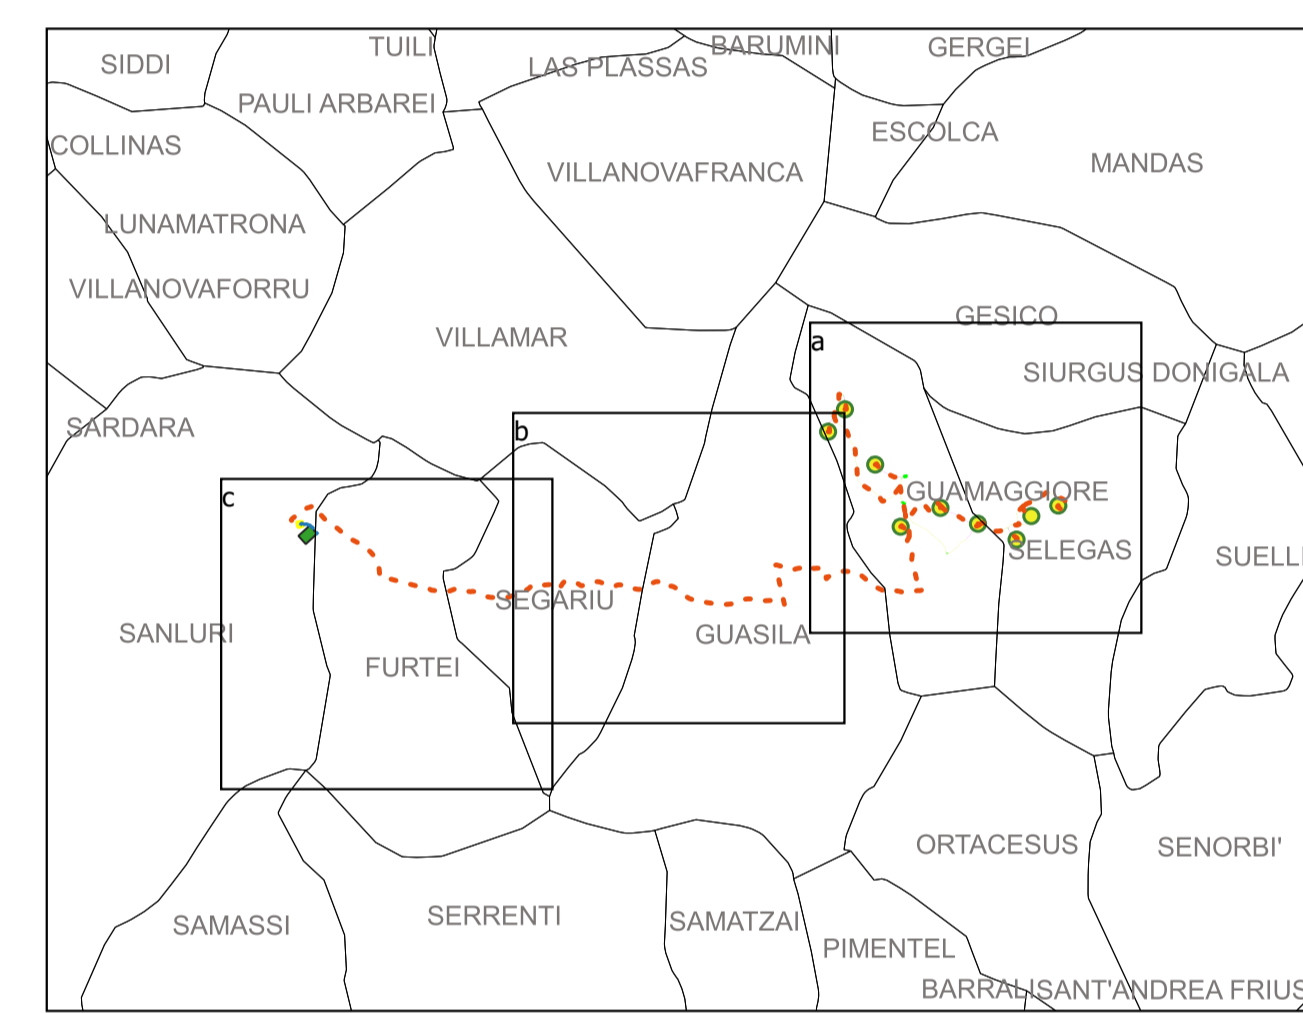 TUILI
BARUMINI
GERGEI
SIDDI
LAS PLASSAS
PAULI ARBAREI
ESCOLCA
COLLINAS
MANDAS
VILLANOVAFRANCA
LUNAMATRONA
VILLANOVAFORRU
GESICO
VILLAMAR
a
SIURGUS DONIGALA
SARDARA
b
c
GUAMAGGIORE
SELEGAS
SUELLI
SEGARIU
SANLURI
GUASILA
FURTEI
ORTACESUS
SENORBI'
SAMASSI
SERRENTI
SAMATZAI
PIMENTEL
BARRALI
SANT'ANDREA FRIUS